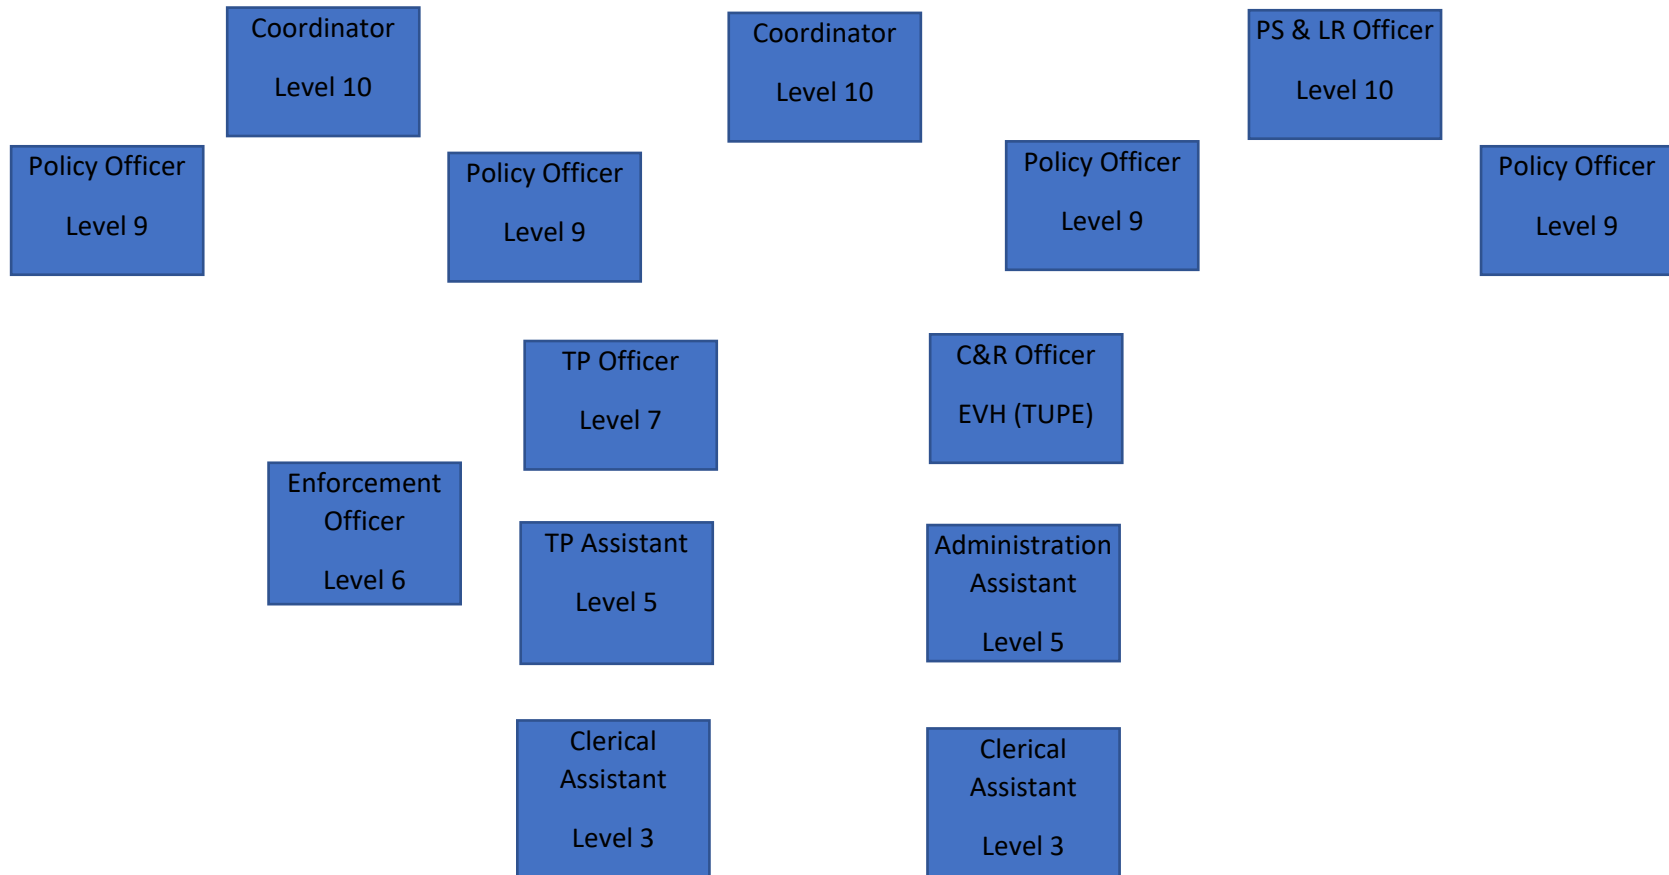 Coordinator
Level 10
Coordinator
Level 10
PS & LR Officer
Level 10
Policy Officer
Level 9
Policy Officer
Level 9
Policy Officer
Level 9
Policy Officer
Level 9
TP Officer
Level 7
C&R Officer
EVH (TUPE)
Enforcement
Officer
Level 6
TP Assistant
Level 5
Administration
Assistant
Level 5
Clerical
Assistant
Level 3
Clerical
Assistant
Level 3